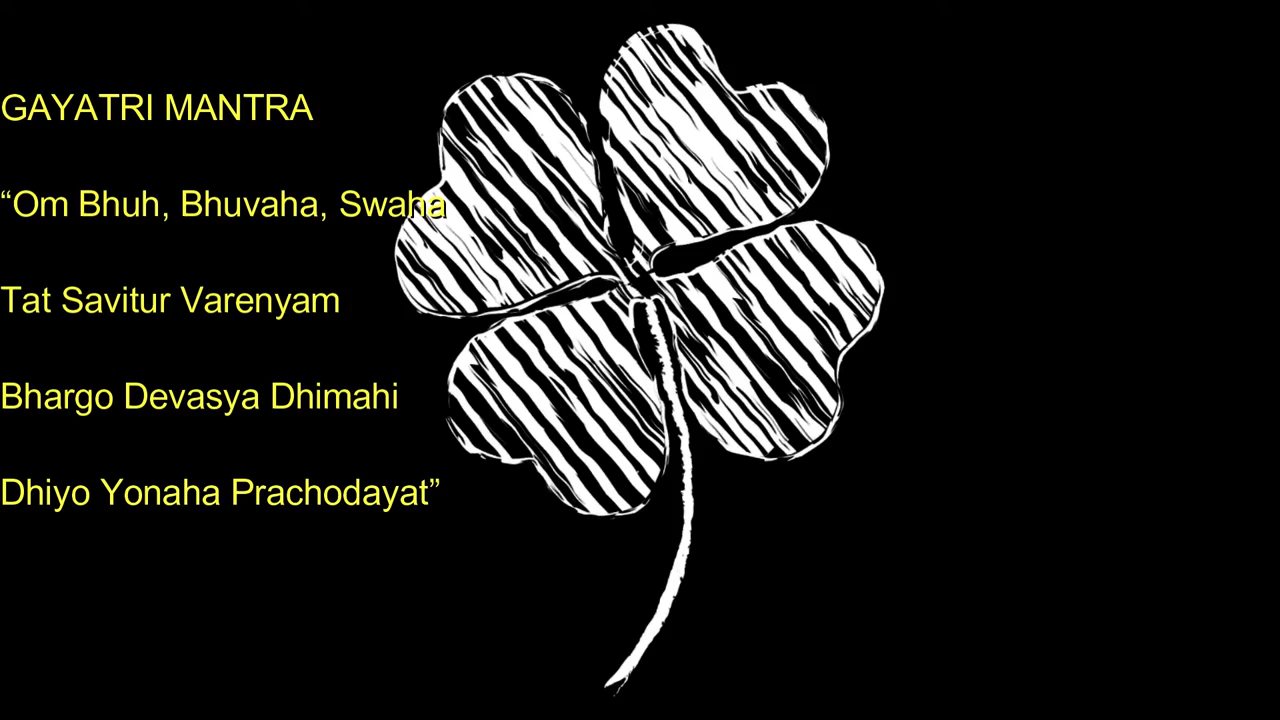 GAYATRI MANTRA
“Om Bhuh, Bhuvaha, Swaha
Tat Savitur Varenyam
Bhargo Devasya Dhimahi
Dhiyo Yonaha Prachodayat”